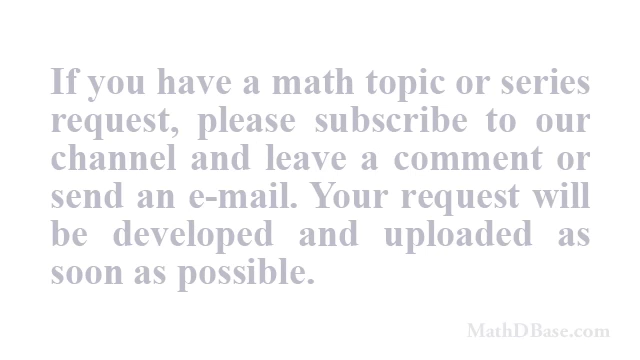 If you have a math topic or series
request, please subscribe to our
channel and leave a comment or
send an e-mail. Your request will
be developed and uploaded as
soon as possible.
MathDBase.com